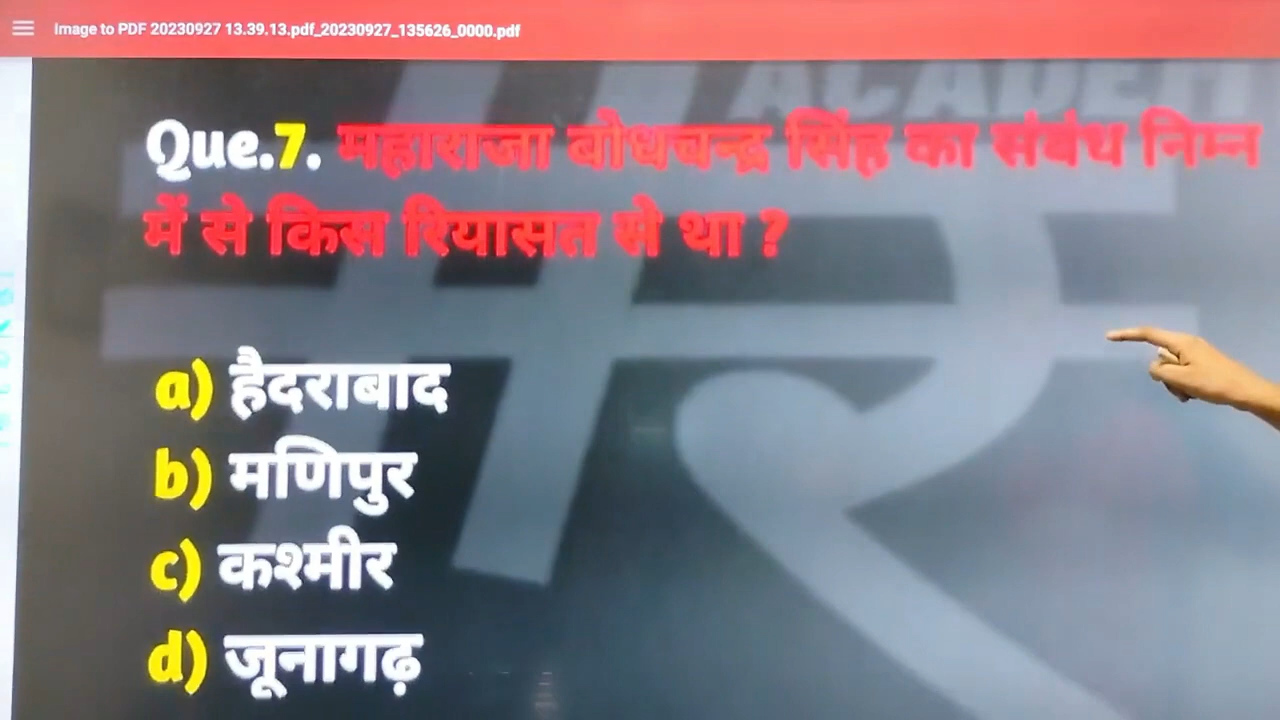 Image to PDF 20230927 13.39.13.pdf_20230927_135626_0000.pdf
Que.7. महाराजा बोधचन्द्र सिंह का संबंध निम्न
में से किस रियासत से था ?
a) हैदराबाद
b) मणिपुर
c) कश्मीर
d) जूनागढ़